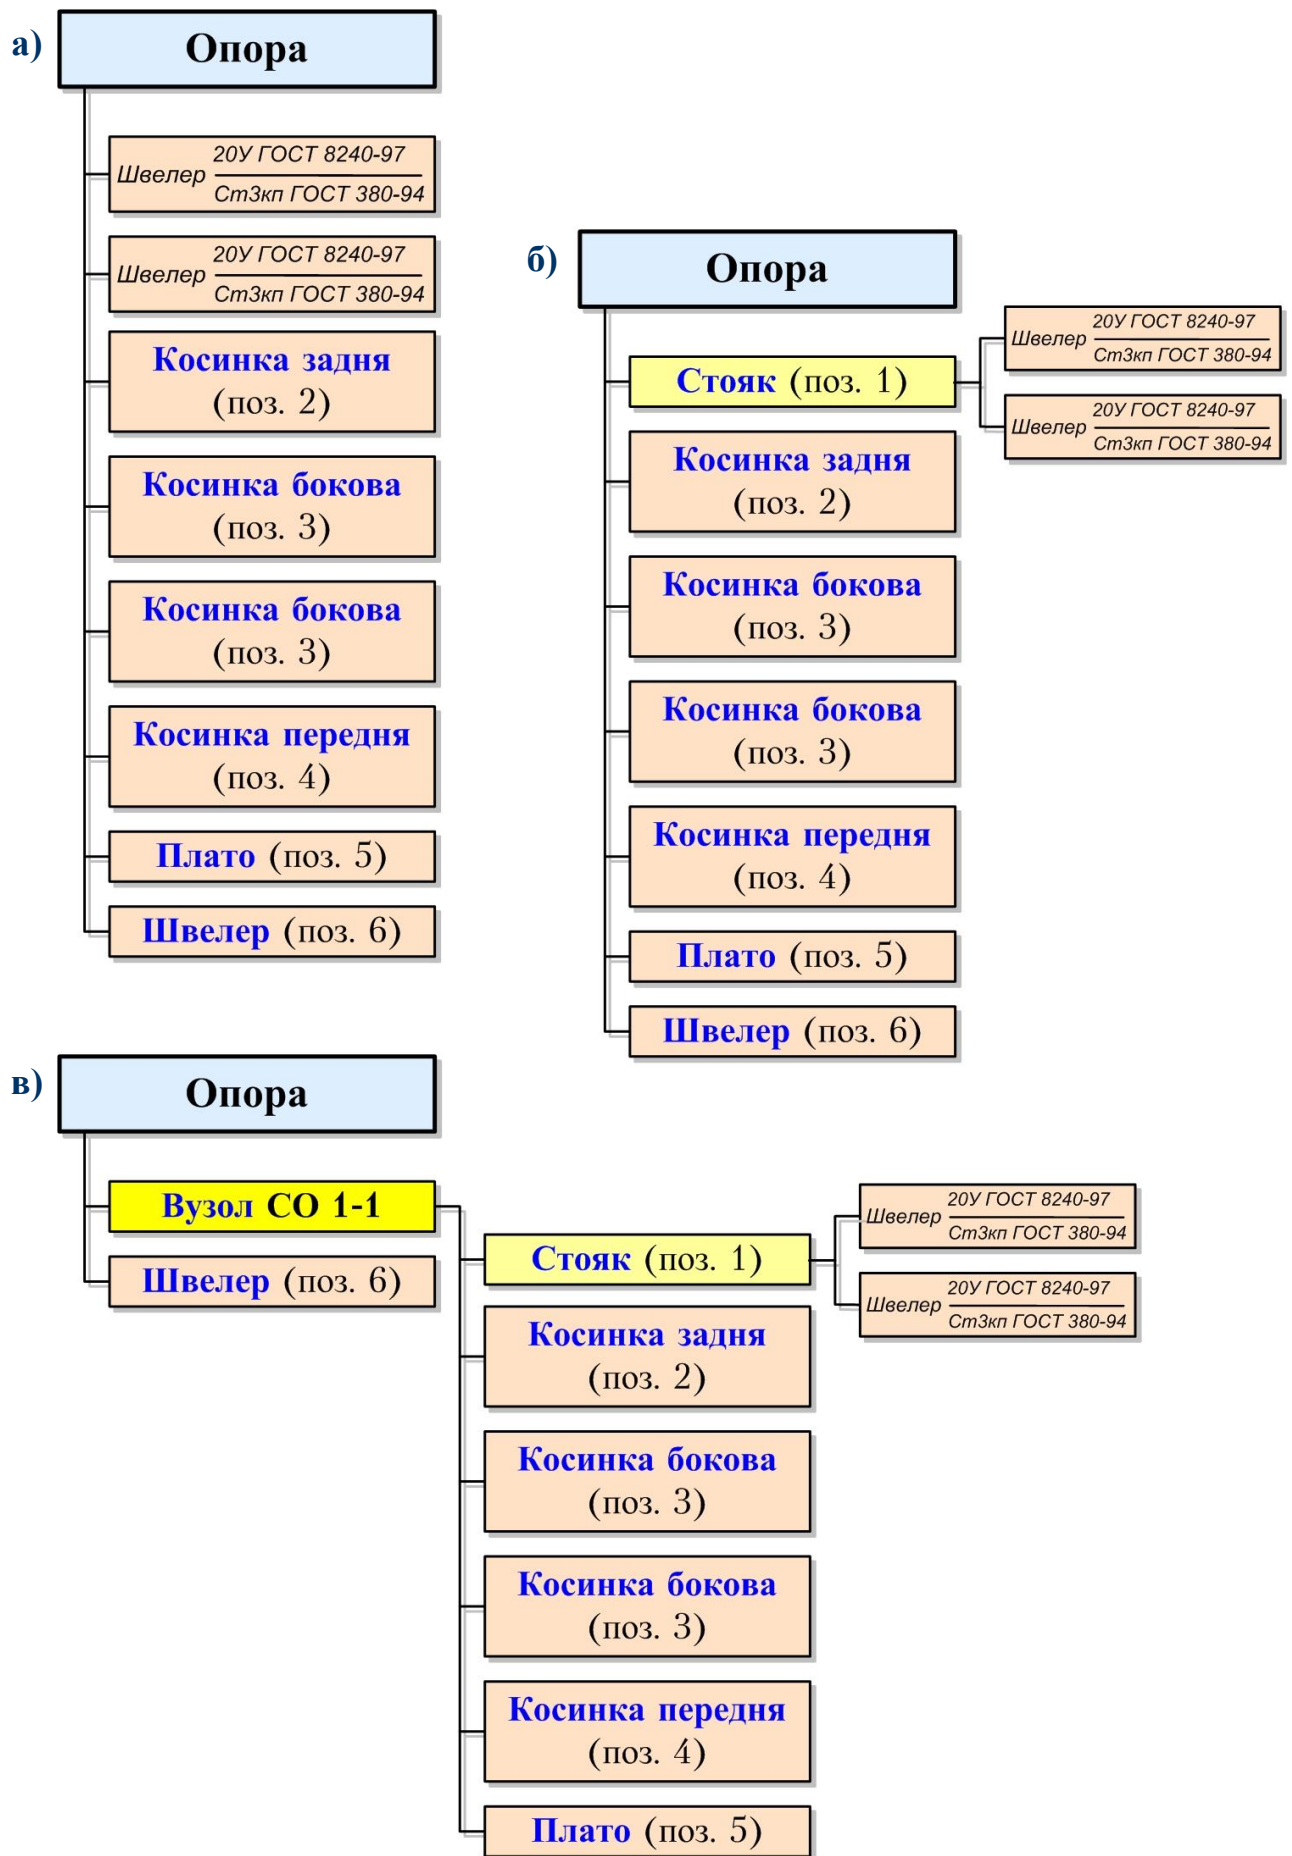 а)
Опора
Швелер 20У ГОСТ 8240-97
Ст3кп ГОСТ 380-94
Швелер 20У ГОСТ 8240-97
Ст3кп ГОСТ 380-94
Косинка задня
(поз. 2)
Косинка бокова
(поз. 3)
Косинка бокова
(поз. 3)
Косинка передня
(поз. 4)
Плато (поз. 5)
Швелер (поз. 6)
б)
Опора
Стояк (поз. 1)
Швелер 20У ГОСТ 8240-97
Ст3кп ГОСТ 380-94
Швелер 20У ГОСТ 8240-97
Ст3кп ГОСТ 380-94
Косинка задня
(поз. 2)
Косинка бокова
(поз. 3)
Косинка бокова
(поз. 3)
Косинка передня
(поз. 4)
Плато (поз. 5)
Швелер (поз. 6)
в)
Опора
Вузол СО 1-1
Швелер (поз. 6)
Стояк (поз. 1)
Швелер 20У ГОСТ 8240-97
Ст3кп ГОСТ 380-94
Швелер 20У ГОСТ 8240-97
Ст3кп ГОСТ 380-94
Косинка задня
(поз. 2)
Косинка бокова
(поз. 3)
Косинка бокова
(поз. 3)
Косинка передня
(поз. 4)
Плато (поз. 5)